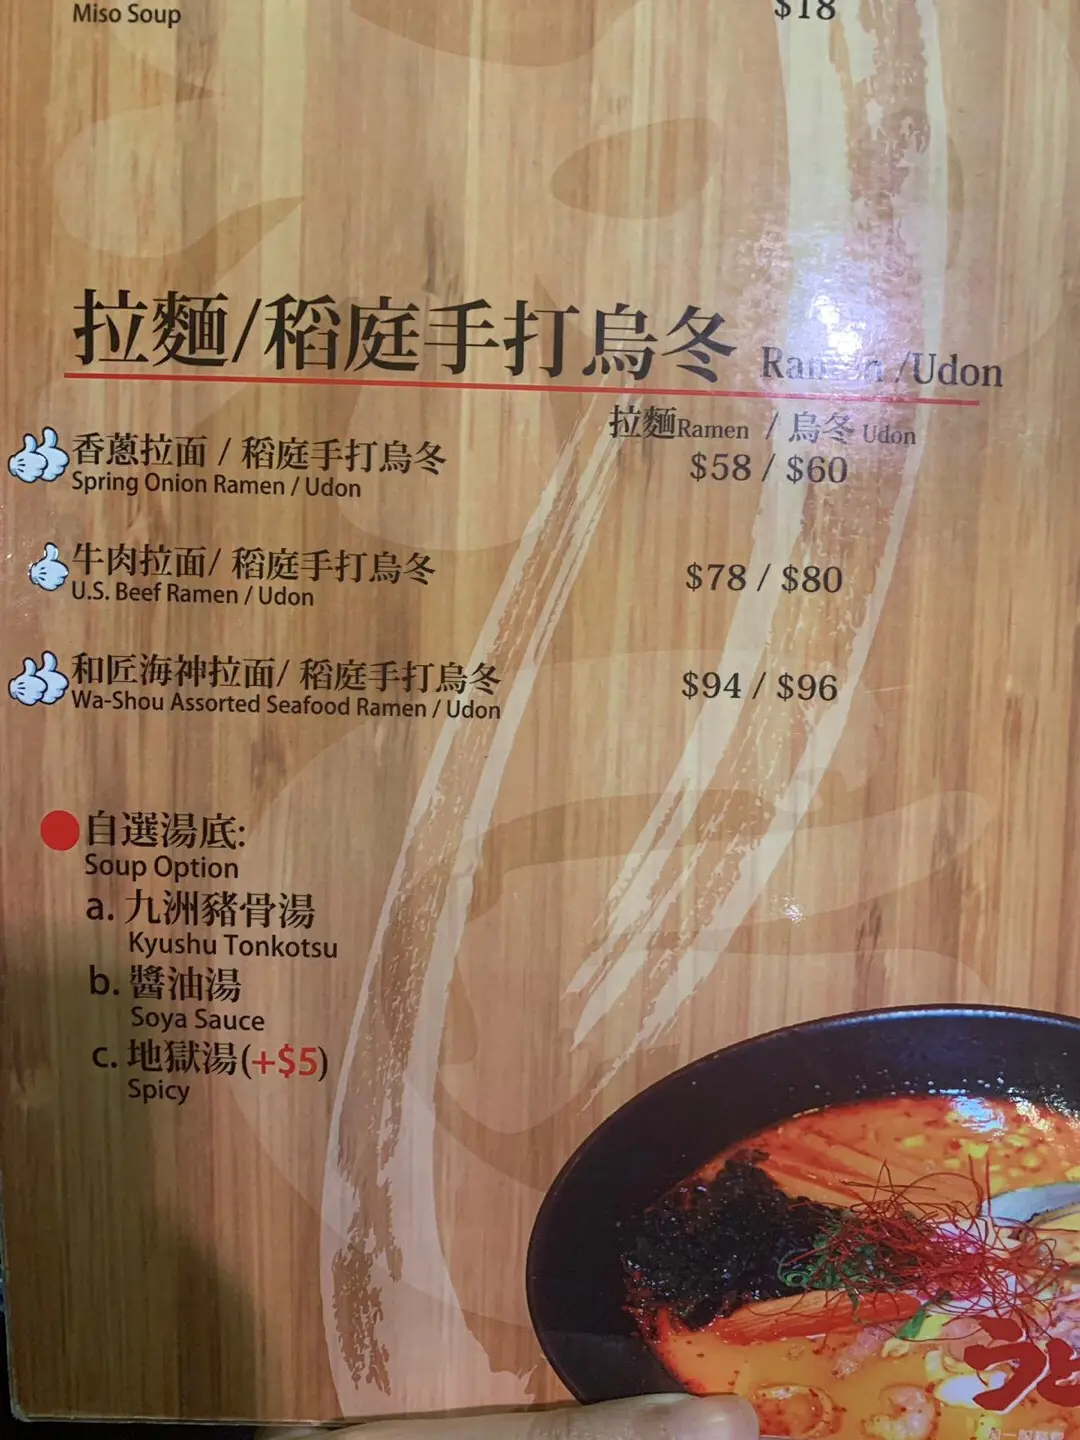 Miso Soup $18
拉麵/稻庭手打烏冬 Ramen /Udon
拉麵Ramen / 烏冬 Udon
香蔥拉面 / 稻庭手打烏冬 $58 / $60
Spring Onion Ramen / Udon
牛肉拉面/ 稻庭手打烏冬 $78 / $80
U.S. Beef Ramen / Udon
和匠海神拉面/ 稻庭手打烏冬 $94 / $96
Wa-Shou Assorted Seafood Ramen / Udon
自選湯底:
Soup Option
a. 九洲豬骨湯
Kyushu Tonkotsu
b. 醬油湯
Soya Sauce
c. 地獄湯(+$5)
Spicy